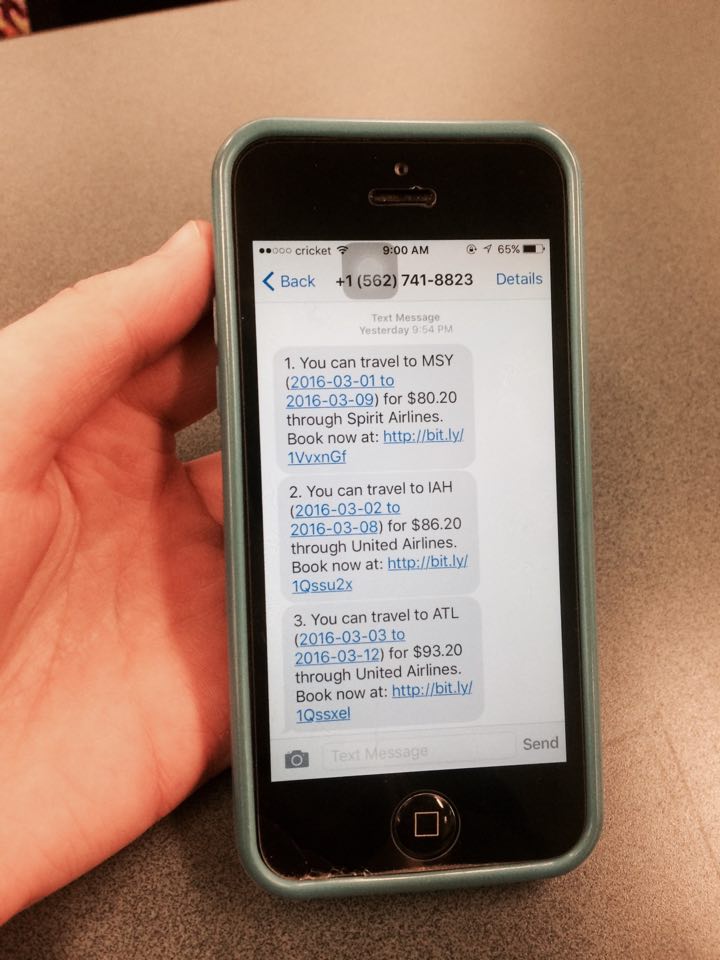 cricket 9:00 AM 65%
Back +1 (562) 741-8823 Details
Text Message
Yesterday 9:54 PM
1. You can travel to MSY
(2016-03-01 to
2016-03-09) for $80.20
through Spirit Airlines.
Book now at: http://bit.ly/
1VvxnGf
2. You can travel to IAH
(2016-03-02 to
2016-03-08) for $86.20
through United Airlines.
Book now at: http://bit.ly/
1Qssu2x
3. You can travel to ATL
(2016-03-03 to
2016-03-12) for $93.20
through United Airlines.
Book now at: http://bit.ly/
1Qssxel
Text Message Send